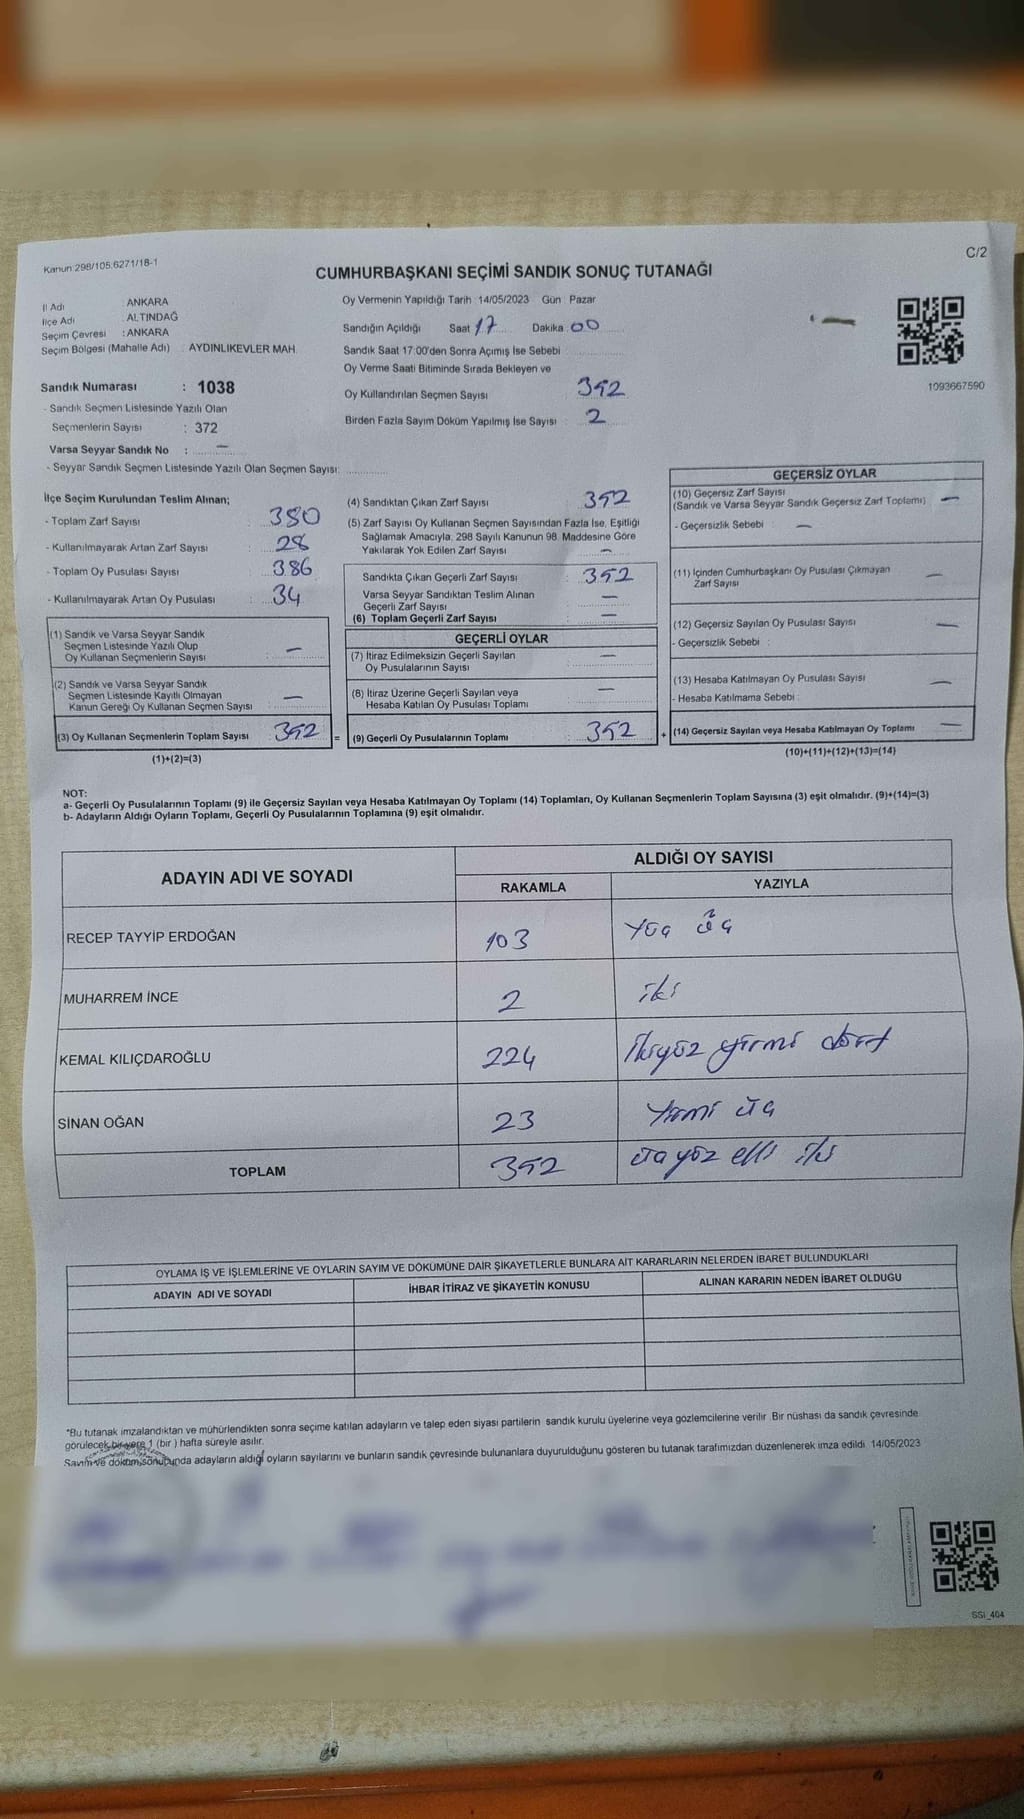 Kanun:298/105.6271/18-1
C/2
CUMHURBAŞKANI SEÇİMİ SANDIK SONUÇ TUTANAĞI
İl Adı : ANKARA
İlçe Adı : ALTINDAĞ
Seçim Çevresi : ANKARA
Seçim Bölgesi (Mahalle Adı) : AYDINLIKEVLER MAH.
Sandık Numarası : 1038
- Sandık Seçmen Listesinde Yazılı Olan
Seçmenlerin Sayısı : 372
Varsa Seyyar Sandık No : —
- Seyyar Sandık Seçmen Listesinde Yazılı Olan Seçmen Sayısı:
Oy Vermenin Yapıldığı Tarih : 14/05/2023 Gün : Pazar
Sandığın Açıldığı Saat 17 Dakika 00
Sandık Saat 17:00'den Sonra Açımış İse Sebebi :
Oy Verme Saati Bitiminde Sırada Bekleyen ve
Oy Kullandırılan Seçmen Sayısı : 352
Birden Fazla Sayım Döküm Yapılmış İse Sayısı : 2
1093667590
İlçe Seçim Kurulundan Teslim Alınan;
- Toplam Zarf Sayısı : 380
- Kullanılmayarak Artan Zarf Sayısı : 28
- Toplam Oy Pusulası Sayısı : 386
- Kullanılmayarak Artan Oy Pusulası : 34
(1) Sandık ve Varsa Seyyar Sandık
Seçmen Listesinde Yazılı Olup
Oy Kullanan Seçmenlerin Sayısı : —
(2) Sandık ve Varsa Seyyar Sandık
Seçmen Listesinde Kayıtlı Olmayan
Kanun Gereği Oy Kullanan Seçmen Sayısı : —
(3) Oy Kullanan Seçmenlerin Toplam Sayısı 352 =
(1)+(2)=(3)
(4) Sandıktan Çıkan Zarf Sayısı : 352
(5) Zarf Sayısı Oy Kullanan Seçmen Sayısından Fazla İse, Eşitliği
Sağlamak Amacıyla, 298 Sayılı Kanunun 98. Maddesine Göre
Yakılarak Yok Edilen Zarf Sayısı : —
Sandıkta Çıkan Geçerli Zarf Sayısı : 352
Varsa Seyyar Sandıktan Teslim Alınan
Geçerli Zarf Sayısı : —
(6) Toplam Geçerli Zarf Sayısı : —
GEÇERLİ OYLAR
(7) İtiraz Edilmeksizin Geçerli Sayılan
Oy Pusulalarının Sayısı : —
(8) İtiraz Üzerine Geçerli Sayılan veya
Hesaba Katılan Oy Pusulası Toplamı : —
(9) Geçerli Oy Pusulalarının Toplamı : 352 +
GEÇERSİZ OYLAR
(10) Geçersiz Zarf Sayısı
(Sandık ve Varsa Seyyar Sandık Geçersiz Zarf Toplamı) : —
- Geçersizlik Sebebi : —
(11) İçinden Cumhurbaşkanı Oy Pusulası Çıkmayan
Zarf Sayısı : —
(12) Geçersiz Sayılan Oy Pusulası Sayısı : —
- Geçersizlik Sebebi :
(13) Hesaba Katılmayan Oy Pusulası Sayısı : —
- Hesaba Katılmama Sebebi :
(14) Geçersiz Sayılan veya Hesaba Katılmayan Oy Toplamı : —
(10)+(11)+(12)+(13)=(14)
NOT:
a- Geçerli Oy Pusulalarının Toplamı (9) ile Geçersiz Sayılan veya Hesaba Katılmayan Oy Toplamı (14) Toplamları, Oy Kullanan Seçmenlerin Toplam Sayısına (3) eşit olmalıdır. (9)+(14)=(3)
b- Adayların Aldığı Oyların Toplamı, Geçerli Oy Pusulalarının Toplamına (9) eşit olmalıdır.
ADAYIN ADI VE SOYADI
ALDIĞI OY SAYISI
RAKAMLA YAZIYLA
RECEP TAYYİP ERDOĞAN 103 Yüz üç
MUHARREM İNCE 2 iki
KEMAL KILIÇDAROĞLU 224 ikiyüz yirmi dört
SİNAN OĞAN 23 Yirmi üç
TOPLAM 352 üçyüz elli iki
OYLAMA İŞ VE İŞLEMLERİNE VE OYLARIN SAYIM VE DÖKÜMÜNE DAİR ŞİKAYETLERLE BUNLARA AİT KARARLARIN NELERDEN İBARET BULUNDUKLARI
ADAYIN ADI VE SOYADI İHBAR İTİRAZ VE ŞİKAYETİN KONUSU ALINAN KARARIN NEDEN İBARET OLDUĞU
*Bu tutanak imzalandıktan ve mühürlendikten sonra seçime katılan adayların ve talep eden siyasi partilerin sandık kurulu üyelerine veya gözlemcilerine verilir. Bir nüshası da sandık çevresinde
görülecek bir yere 1 (bir ) hafta süreyle asılır.
Sayım ve döküm sonucunda adayların aldığı oyların sayılarını ve bunların sandık çevresinde bulunanlara duyurulduğunu gösteren bu tutanak tarafımızdan düzenlenerek imza edildi. 14/05/2023
SSI_404